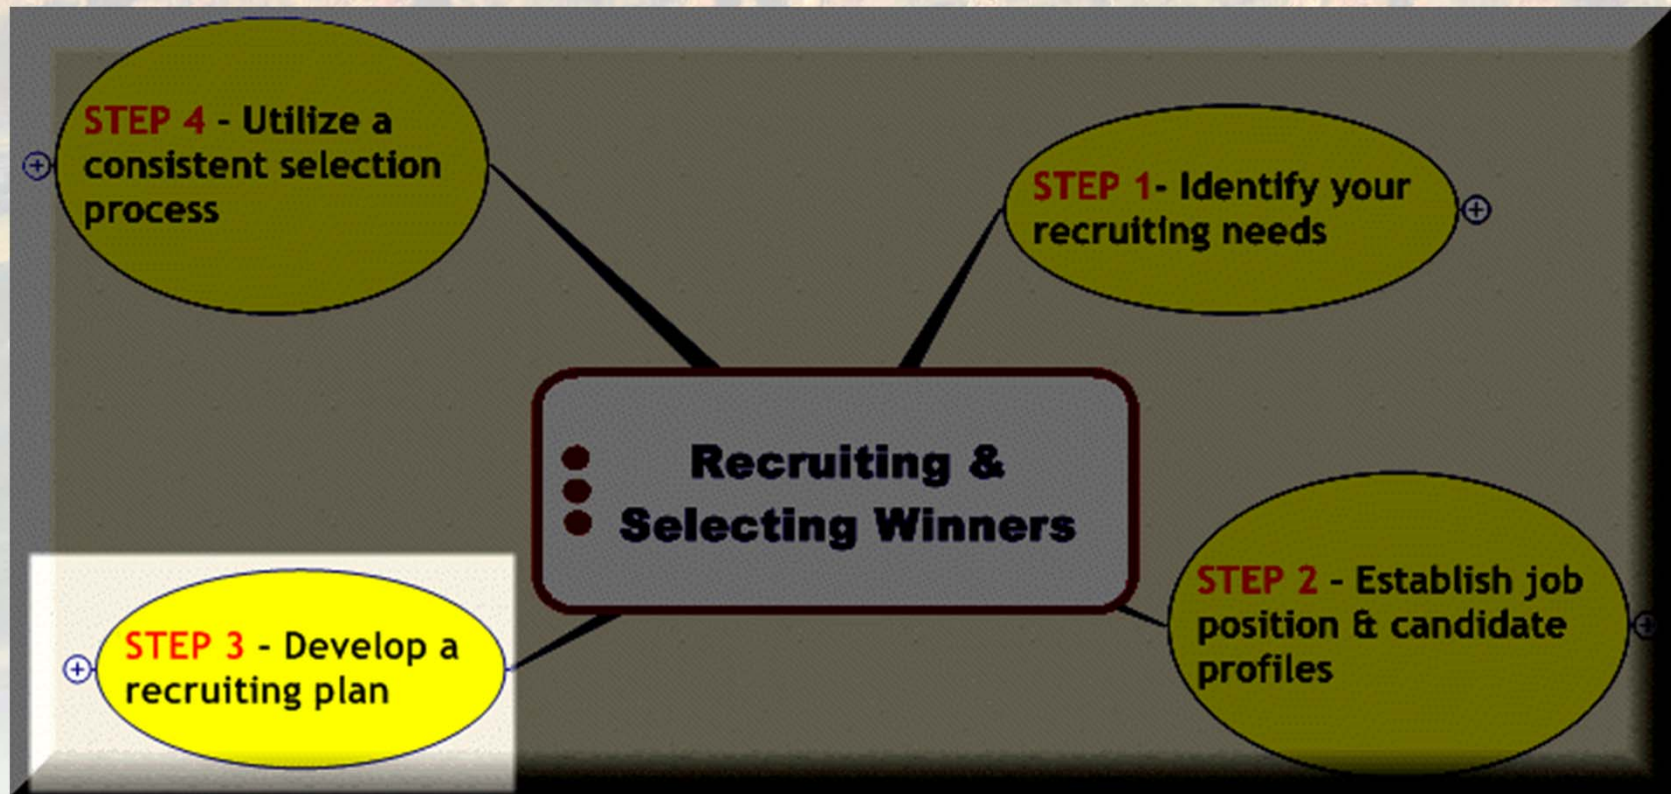 STEP 4 - Utilize a
consistent selection
process
STEP 1- Identify your
recruiting needs
Recruiting &
Selecting Winners
STEP 3 - Develop a
recruiting plan
STEP 2 - Establish job
position & candidate
profiles